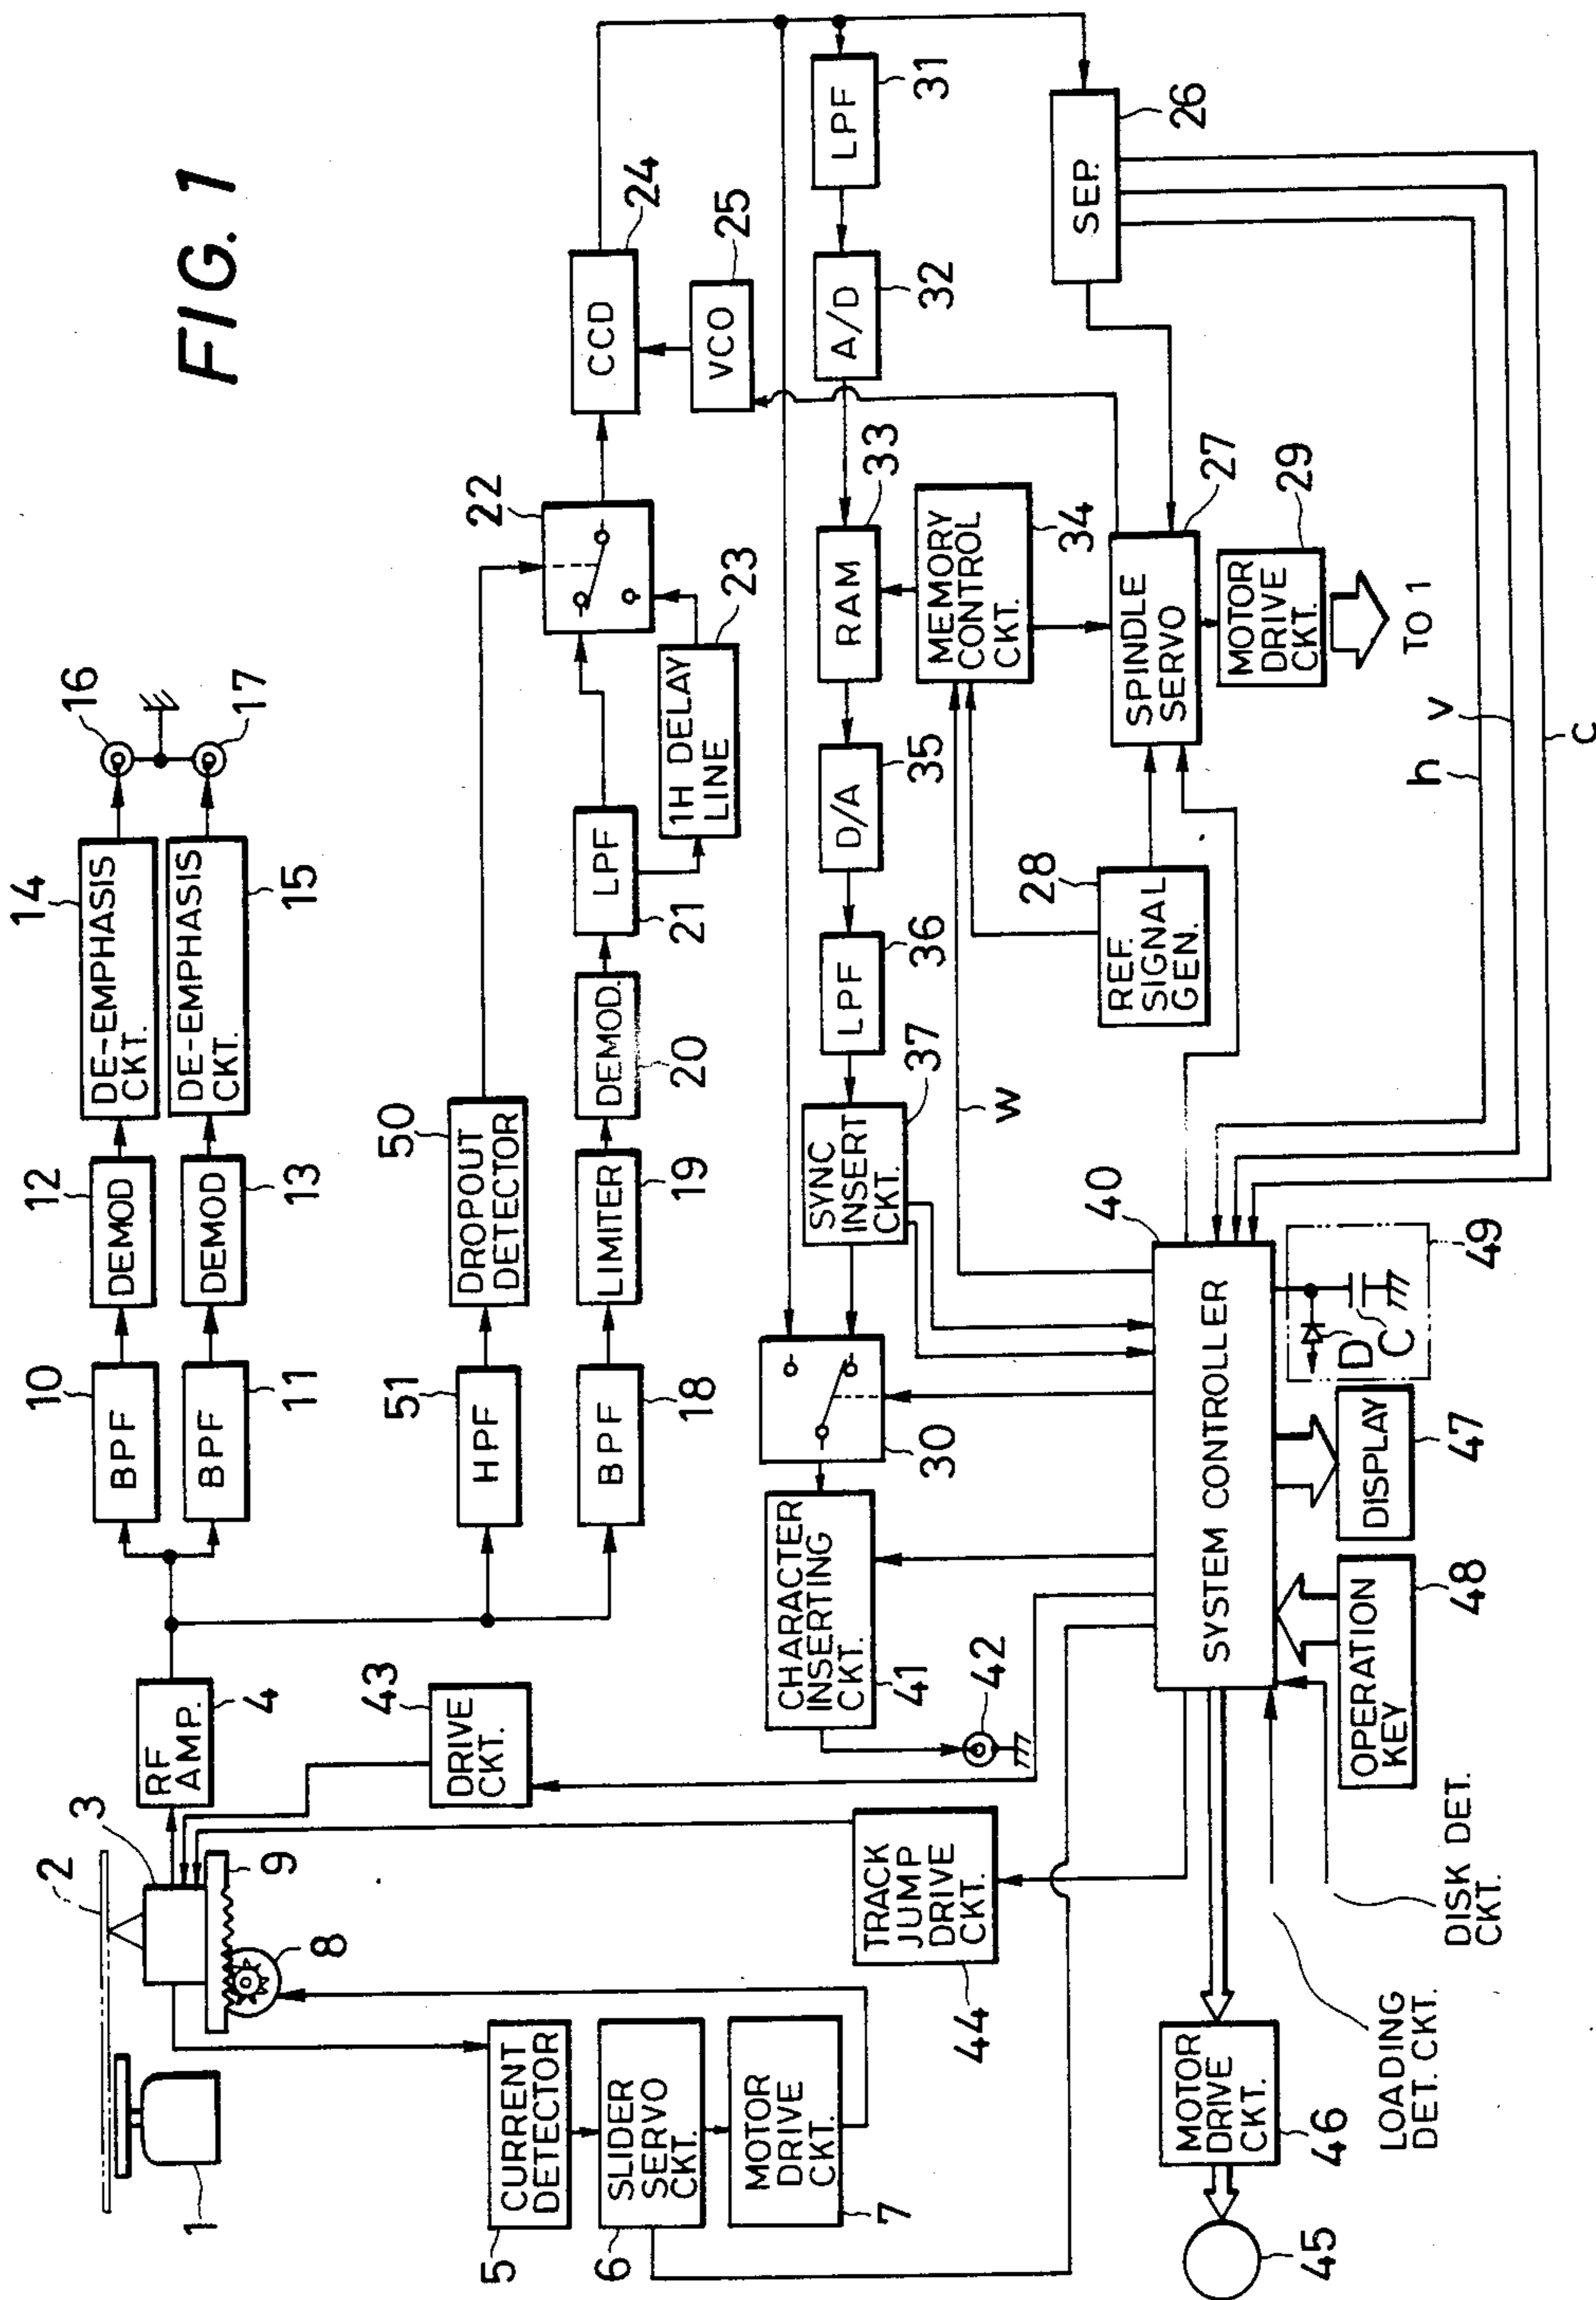 FIG. 1
1
2
3
RF
AMP.
4
5
CURRENT
DETECTOR
6
SLIDER
SERVO
CKT.
7
MOTOR
DRIVE
CKT.
8
9
10
BPF
11
BPF
12
DEMOD
13
DEMOD
14
DE-EMPHASIS
CKT.
15
DE-EMPHASIS
CKT.
16
17
51
HPF
50
DROPOUT
DETECTOR
18
BPF
19
LIMITER
20
DEMOD.
21
LPF
22
23
1H DELAY
LINE
24
CCD
25
VCO
43
DRIVE
CKT.
44
TRACK
JUMP
DRIVE
CKT.
42
41
CHARACTER
INSERTING
CKT.
30
37
SYNC
INSERT
CKT.
36
LPF
35
D/A
33
RAM
32
A/D
31
LPF
34
MEMORY
CONTROL
CKT.
26
SEP.
27
SPINDLE
SERVO
28
REF.
SIGNAL
GEN.
29
MOTOR
DRIVE
CKT.
TO 1
w
h
v
c
40
SYSTEM CONTROLLER
45
46
MOTOR
DRIVE
CKT.
LOADING
DET. CKT.
DISK DET.
CKT.
48
OPERATION
KEY
47
DISPLAY
49
D
C